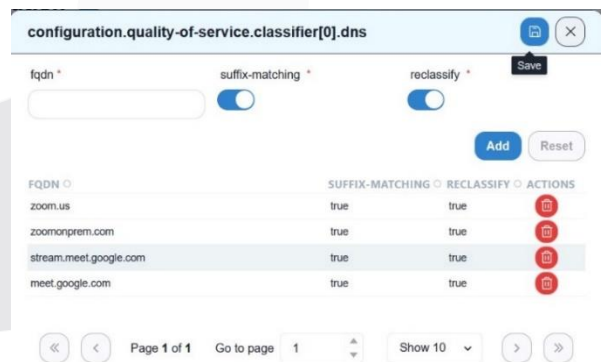 configuration.quality-of-service.classifier[0].dns
Save
fqdn * suffix-matching * reclassify *
Add Reset
FQDN SUFFIX-MATCHING RECLASSIFY ACTIONS
zoom.us true true
zoomonprem.com true true
stream.meet.google.com true true
meet.google.com true true
Page 1 of 1 Go to page 1 Show 10